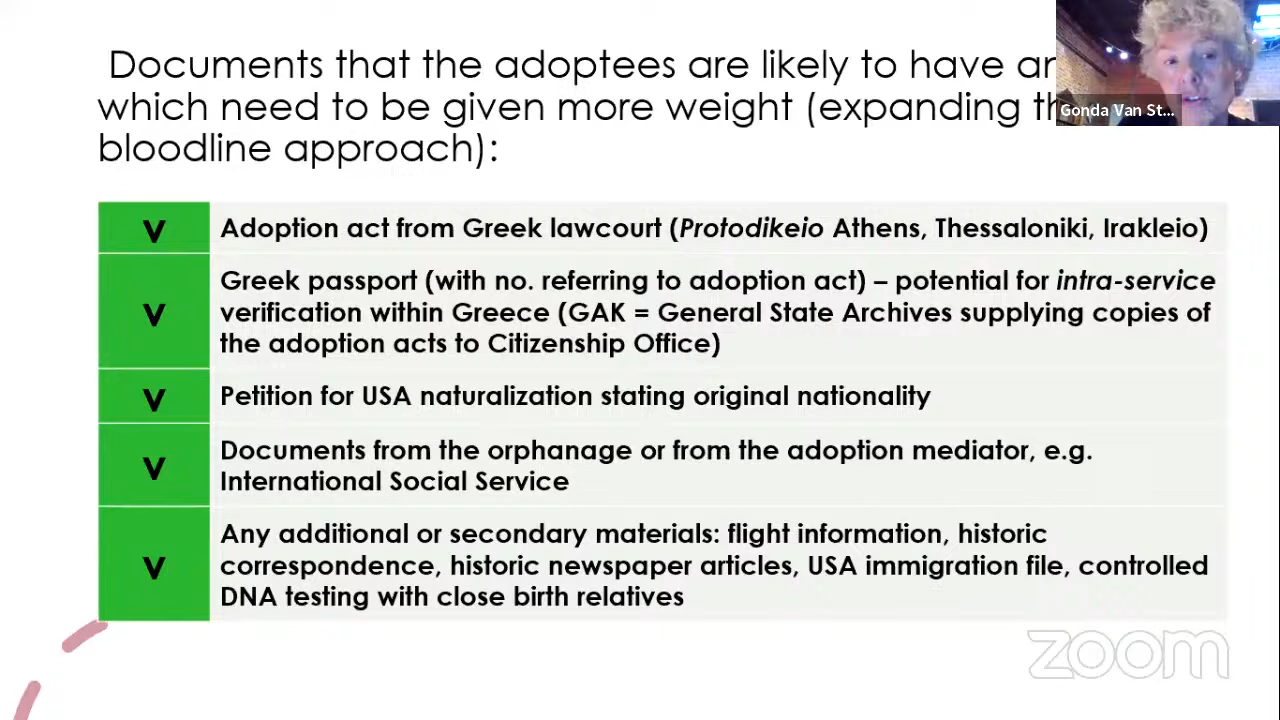 Documents that the adoptees are likely to have
which need to be given more weight (expanding
bloodline approach):
Gonda Van St...
V Adoption act from Greek lawcourt (Protodikeio Athens, Thessaloniki, Irakleio)
V Greek passport (with no. referring to adoption act) – potential for intra-service
verification within Greece (GAK = General State Archives supplying copies of
the adoption acts to Citizenship Office)
V Petition for USA naturalization stating original nationality
V Documents from the orphanage or from the adoption mediator, e.g.
International Social Service
V Any additional or secondary materials: flight information, historic
correspondence, historic newspaper articles, USA immigration file, controlled
DNA testing with close birth relatives
zoom